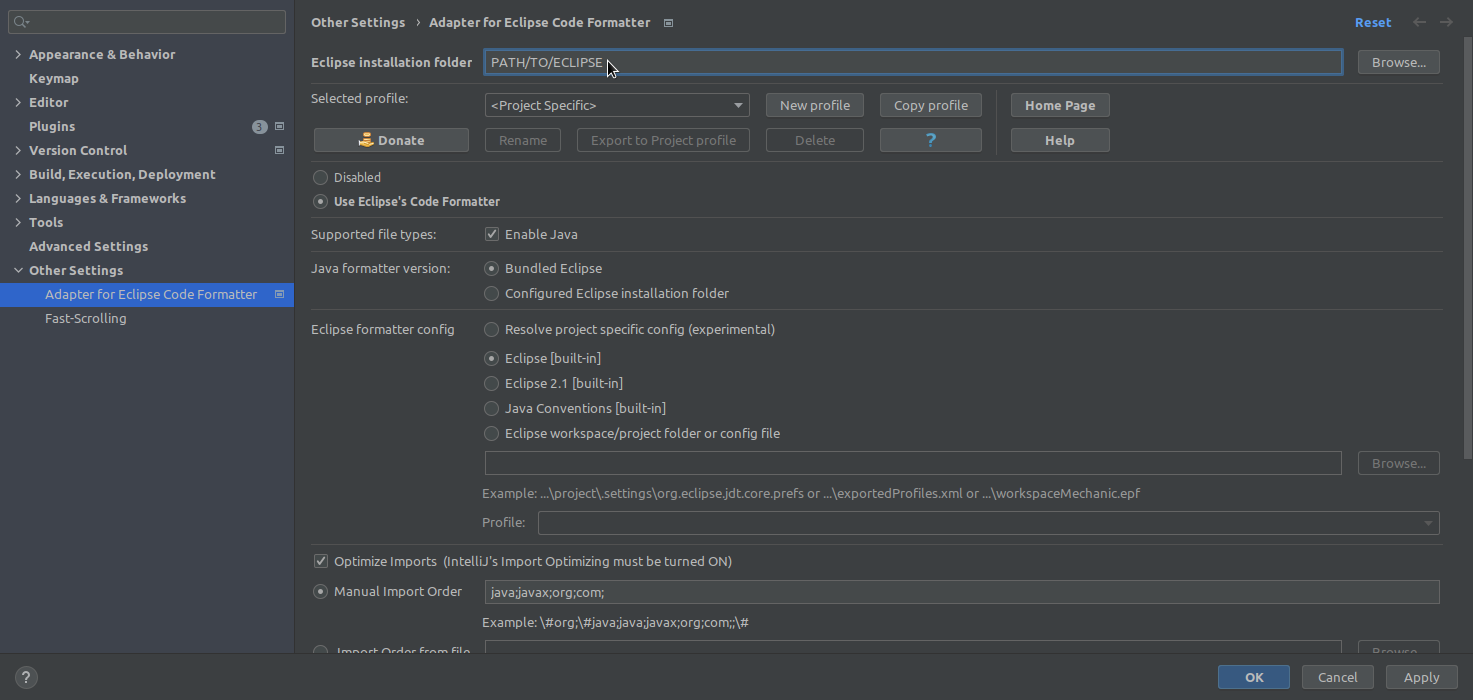 Other Settings › Adapter for Eclipse Code Formatter
Reset
Appearance & Behavior
Keymap
Editor
Plugins 3
Version Control
Build, Execution, Deployment
Languages & Frameworks
Tools
Advanced Settings
Other Settings
Adapter for Eclipse Code Formatter
Fast-Scrolling
Eclipse installation folder PATH/TO/ECLIPSE Browse...
Selected profile: <Project Specific> New profile Copy profile Home Page
Donate Rename Export to Project profile Delete ? Help
Disabled
Use Eclipse's Code Formatter
Supported file types: Enable Java
Java formatter version: Bundled Eclipse
Configured Eclipse installation folder
Eclipse formatter config Resolve project specific config (experimental)
Eclipse [built-in]
Eclipse 2.1 [built-in]
Java Conventions [built-in]
Eclipse workspace/project folder or config file
Browse...
Example: ...\project\.settings\org.eclipse.jdt.core.prefs or ...\exportedProfiles.xml or ...\workspaceMechanic.epf
Profile:
Optimize Imports (IntelliJ's Import Optimizing must be turned ON)
Manual Import Order java;javax;org;com;
Example: \#org;\#java;java;javax;org;com;;\#
Import Order from file Browse...
? OK Cancel Apply